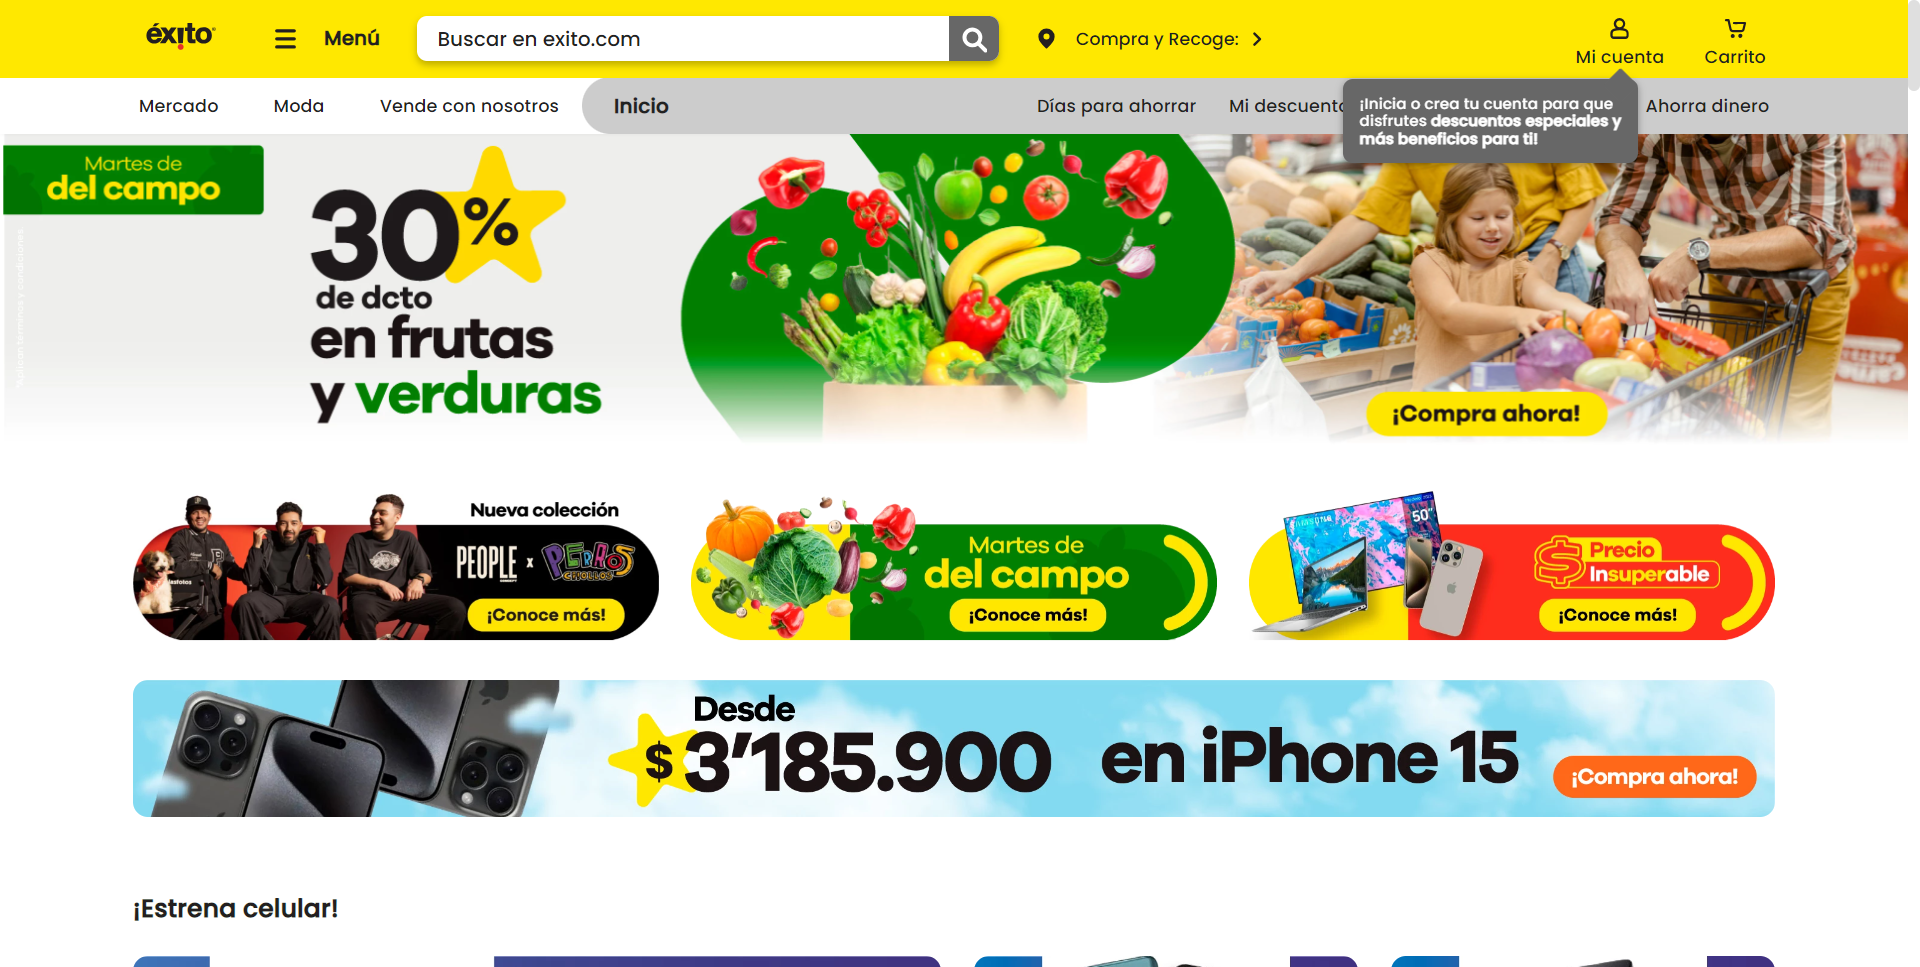 éxito
Menú
Buscar en exito.com
Compra y Recoge:
Mi cuenta
Carrito
Mercado
Moda
Vende con nosotros
Inicio
Días para ahorrar
Mi descuento
Ahorra dinero
¡Inicia o crea tu cuenta para que
disfrutes descuentos especiales y
más beneficios para ti!
Martes de
del campo
30%
de dcto
en frutas
y verduras
¡Compra ahora!
Nueva colección
PEOPLE x PERROS
CRIOLLOS
¡Conoce más!
Martes de
del campo
¡Conoce más!
SAMSUNG
50"
$ Precio
Insuperable
¡Conoce más!
Desde
$ 3'185.900 en iPhone 15
¡Compra ahora!
¡Estrena celular!